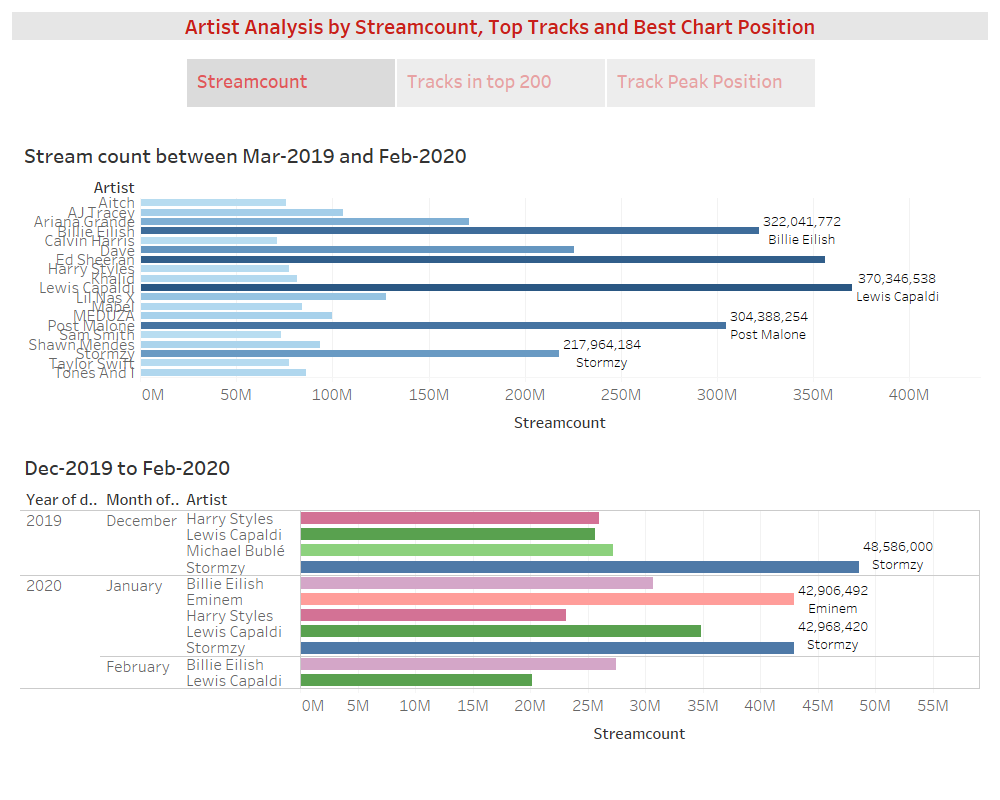 Artist Analysis by Streamcount, Top Tracks and Best Chart Position
Streamcount
Tracks in top 200
Track Peak Position
Stream count between Mar-2019 and Feb-2020
Artist
Aitch
AJ Tracey
Ariana Grande
Billie Eilish
Calvin Harris
Dave
Ed Sheeran
Harry Styles
Khalid
Lewis Capaldi
Lil Nas X
Mabel
MEDUZA
Post Malone
Sam Smith
Shawn Mendes
Stormzy
Taylor Swift
Tones And I
322,041,772
Billie Eilish
370,346,538
Lewis Capaldi
304,388,254
Post Malone
217,964,184
Stormzy
0M 50M 100M 150M 200M 250M 300M 350M 400M
Streamcount
Dec-2019 to Feb-2020
Year of d.. Month of.. Artist
2019 December Harry Styles
Lewis Capaldi
Michael Bublé
Stormzy
48,586,000
Stormzy
2020 January Billie Eilish
Eminem
Harry Styles
Lewis Capaldi
Stormzy
42,906,492
Eminem
42,968,420
Stormzy
February Billie Eilish
Lewis Capaldi
0M 5M 10M 15M 20M 25M 30M 35M 40M 45M 50M 55M
Streamcount